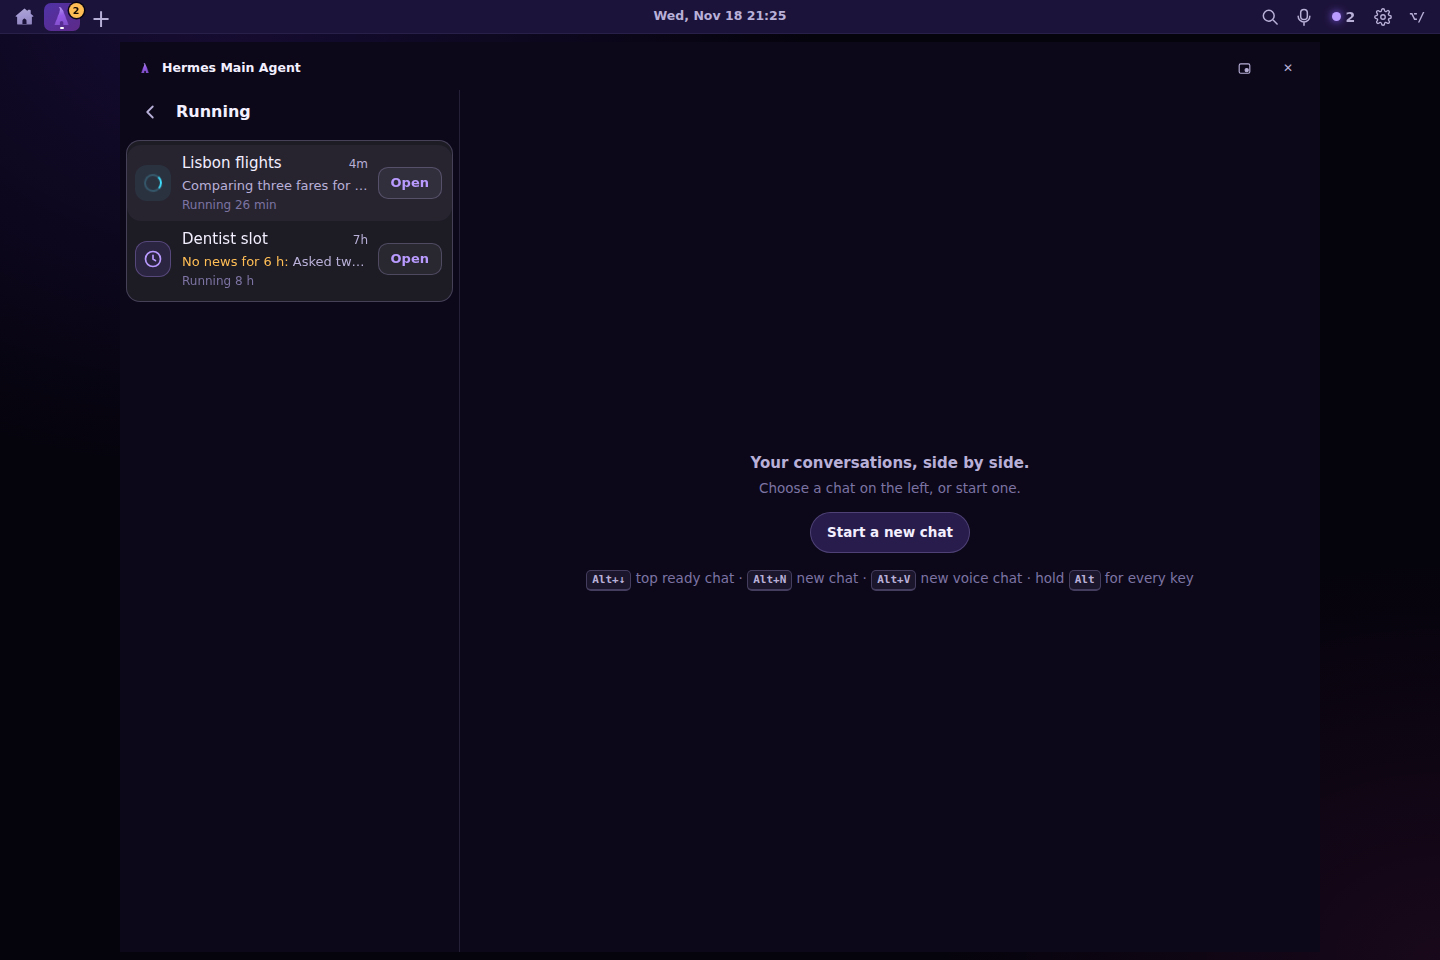 2
Wed, Nov 18 21:25
2
⌥/
Hermes Main Agent
Running
Lisbon flights 4m
Comparing three fares for …
Running 26 min
Open
Dentist slot 7h
No news for 6 h: Asked tw…
Running 8 h
Open
Your conversations, side by side.
Choose a chat on the left, or start one.
Start a new chat
Alt+↓ top ready chat · Alt+N new chat · Alt+V new voice chat · hold Alt for every key